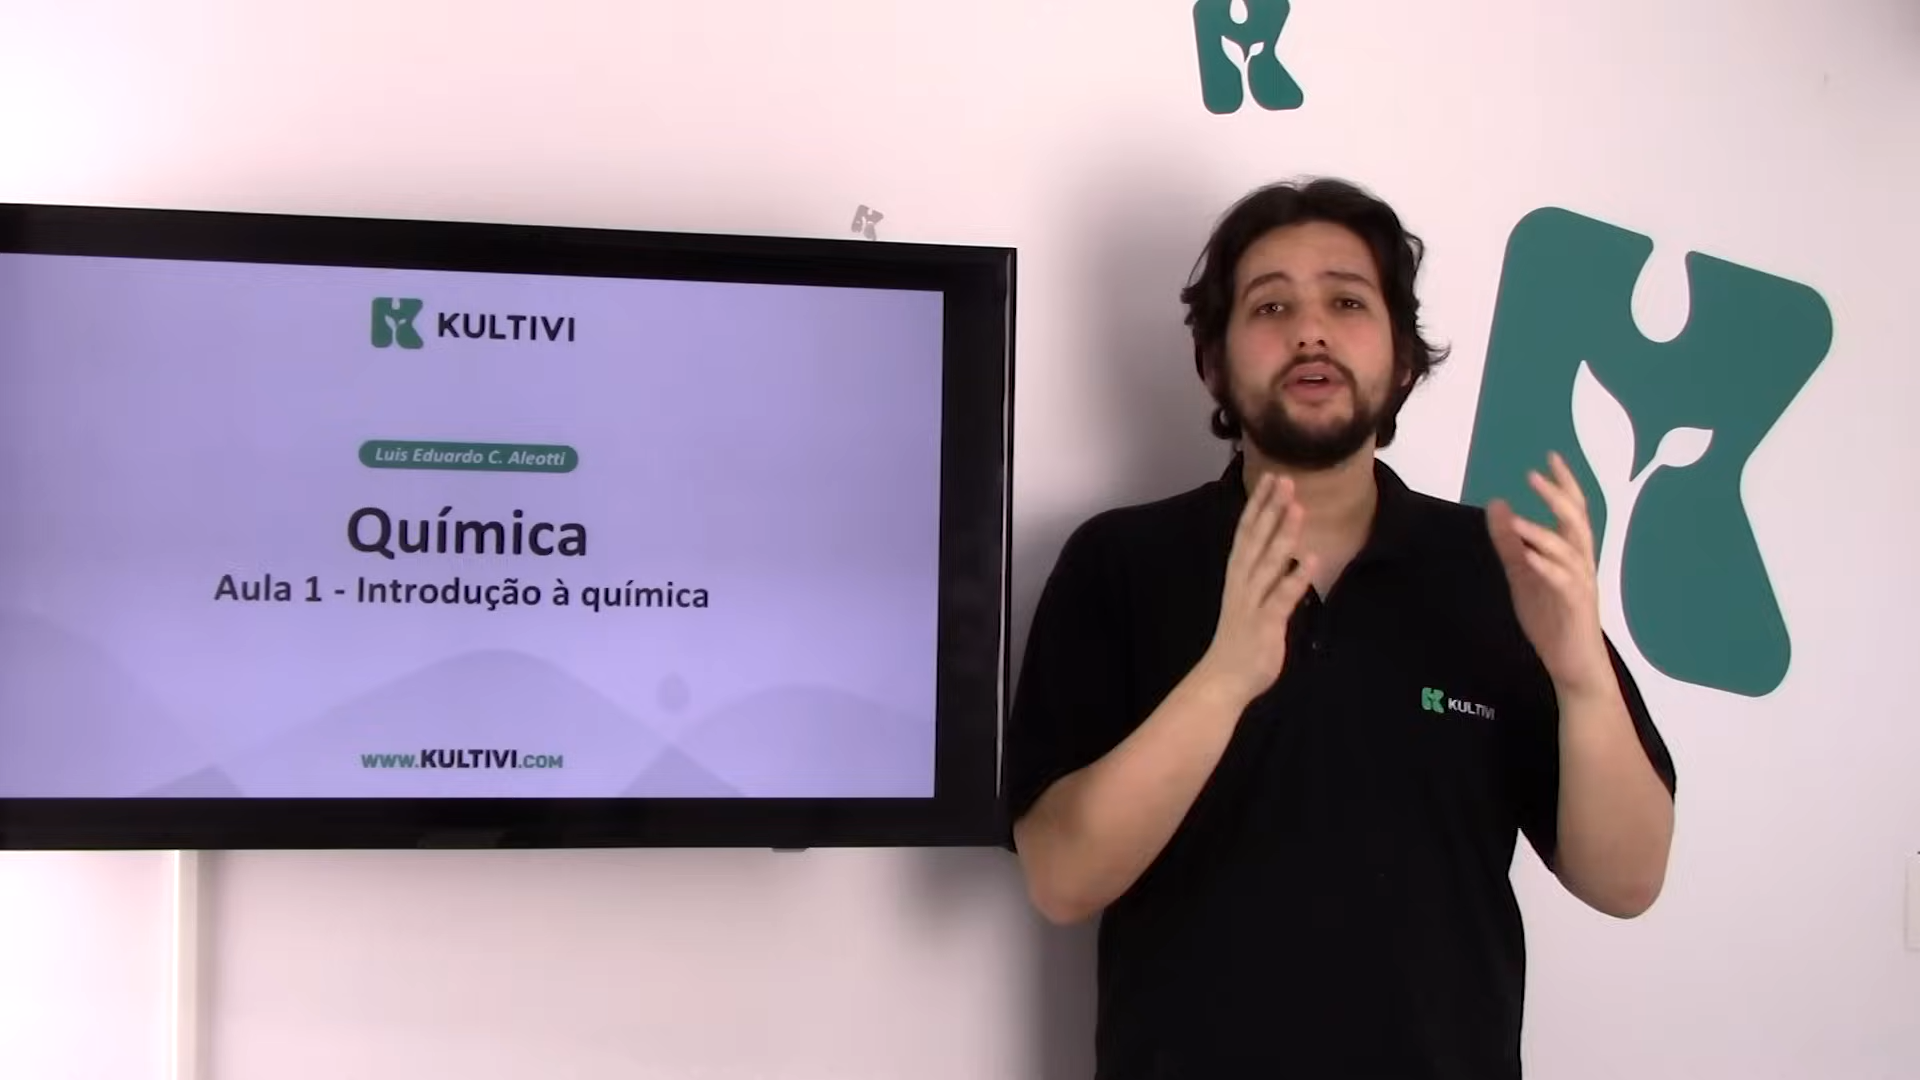 KULTIVI
Luis Eduardo C. Aleotti
Química
Aula 1 - Introdução à química
www.KULTIVI.COM
KULTIVI